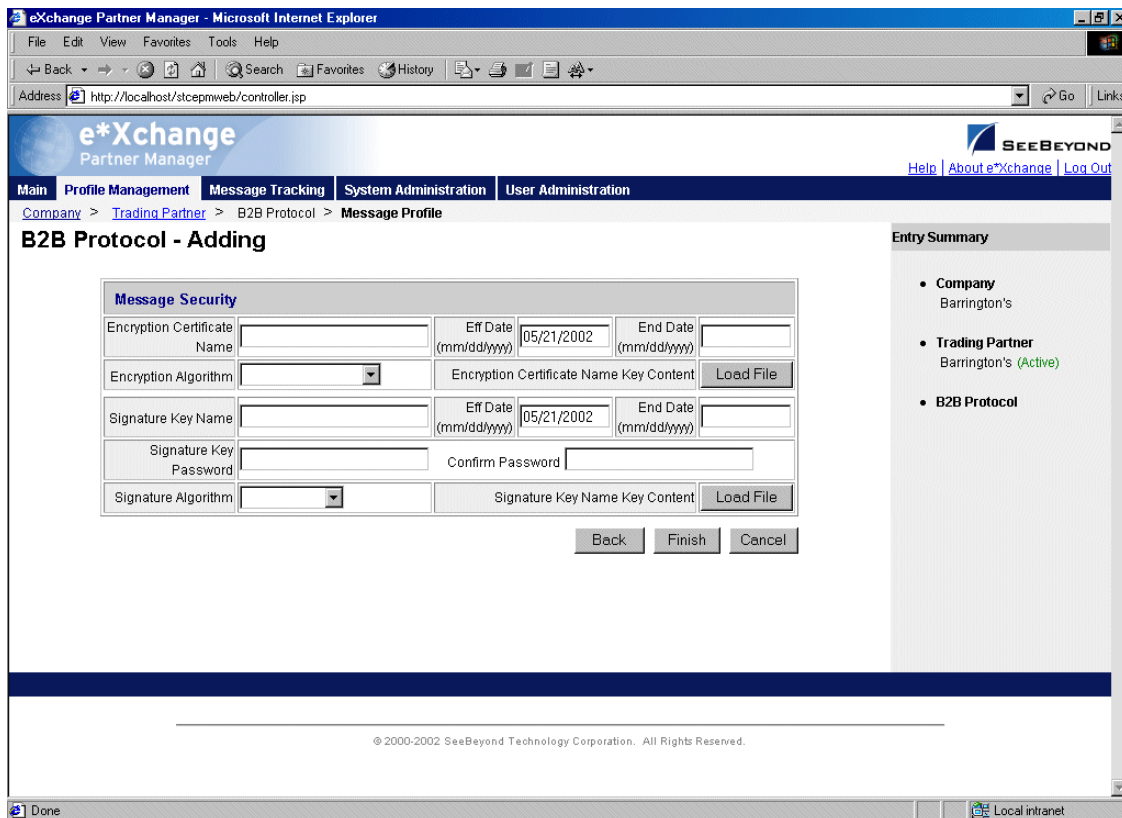 eXchange Partner Manager - Microsoft Internet Explorer
File Edit View Favorites Tools Help
Back Search Favorites History
Address http://localhost/stcepmweb/controller.jsp Go Links
e*Xchange
Partner Manager
SEEBEYOND
Help | About e*Xchange | Log Out
Main Profile Management Message Tracking System Administration User Administration
Company > Trading Partner > B2B Protocol > Message Profile
B2B Protocol - Adding
Message Security
Encryption Certificate Name
Eff Date (mm/dd/yyyy) 05/21/2002 End Date (mm/dd/yyyy)
Encryption Algorithm Encryption Certificate Name Key Content Load File
Signature Key Name Eff Date (mm/dd/yyyy) 05/21/2002 End Date (mm/dd/yyyy)
Signature Key Password Confirm Password
Signature Algorithm Signature Key Name Key Content Load File
Back Finish Cancel
Entry Summary
Company
Barrington's
Trading Partner
Barrington's (Active)
B2B Protocol
© 2000-2002 SeeBeyond Technology Corporation. All Rights Reserved.
Done Local intranet